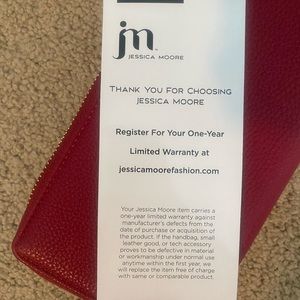 jm
JESSICA MOORE
THANK YOU FOR CHOOSING
JESSICA MOORE
Register For Your One-Year
Limited Warranty at
jessicamoorefashion.com
Your Jessica Moore item carries a
one-year limited warranty against
manufacturer's defects from the
date of purchase or acquisition of
the product. If the handbag, small
leather good, or tech accessory
proves to be defective in material
or workmanship under normal use
anytime within the first year, we
will replace the item free of charge
with same or comparable product.